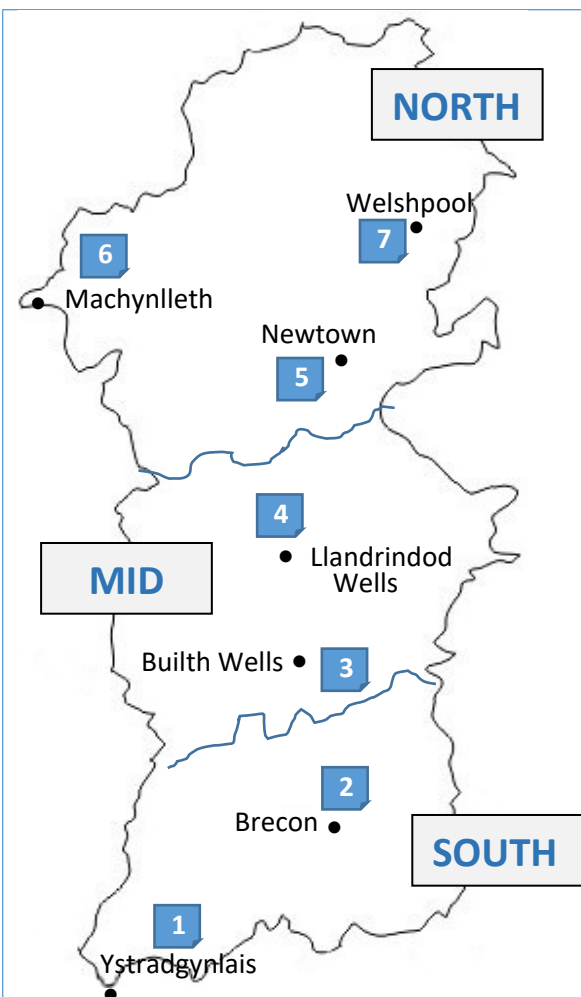 NORTH
Welshpool
7
6
Machynlleth
Newtown
5
4
Llandrindod
Wells
MID
Builth Wells
3
2
Brecon
SOUTH
1
Ystradgynlais